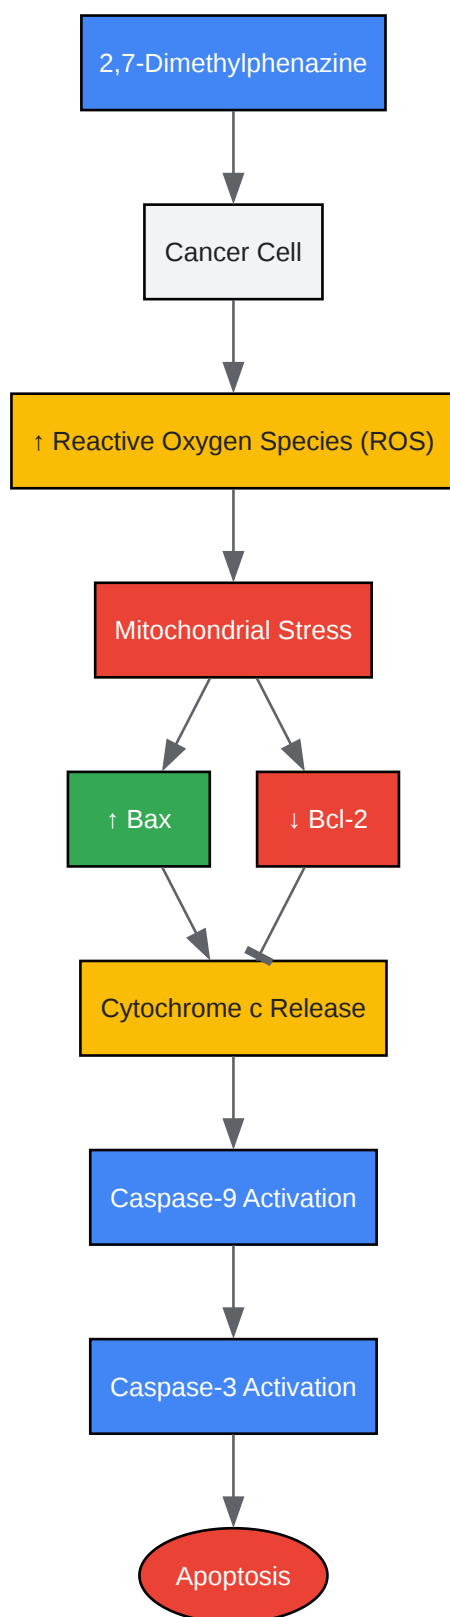 2,7-Dimethylphenazine
Cancer Cell
↑ Reactive Oxygen Species (ROS)
Mitochondrial Stress
↑ Bax
↓ Bcl-2
Cytochrome c Release
Caspase-9 Activation
Caspase-3 Activation
Apoptosis